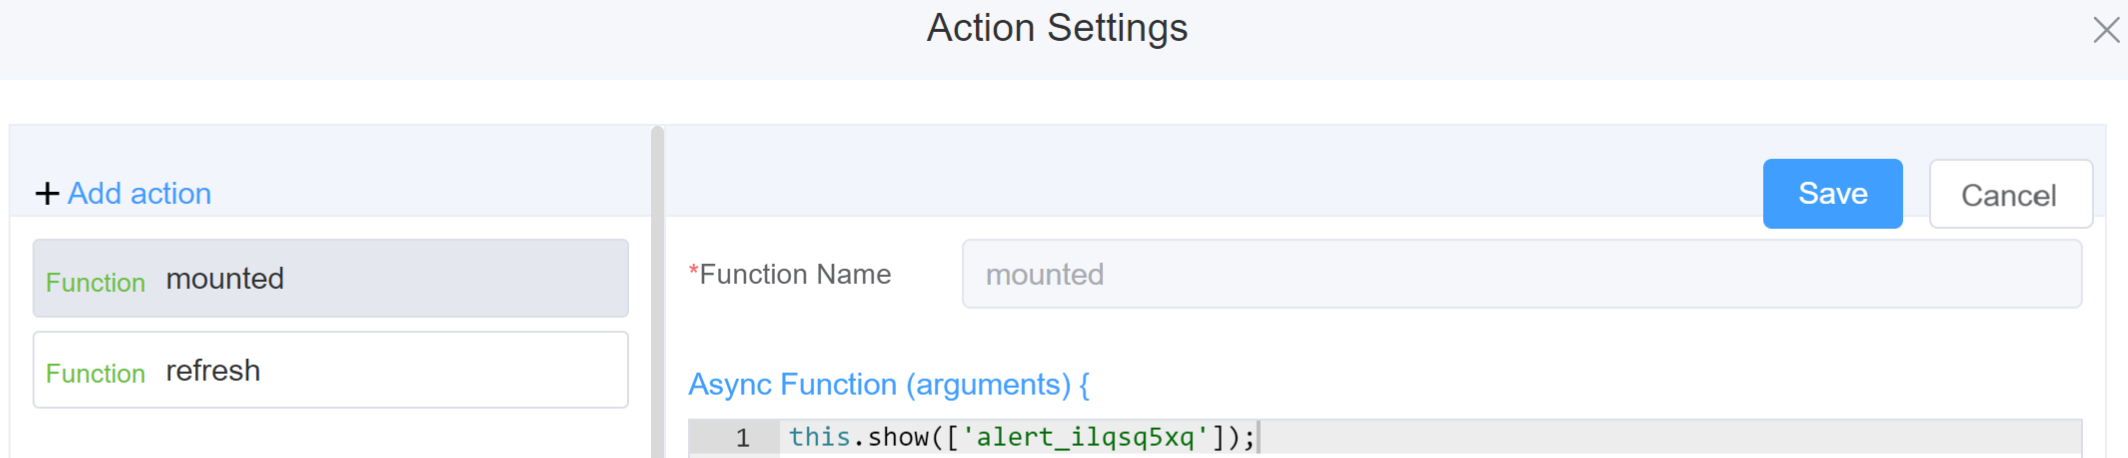 Action Settings
+ Add action
Save
Cancel
Function mounted
Function refresh
*Function Name
mounted
Async Function (arguments) {
1 this.show(['alert_ilqsq5xq']);